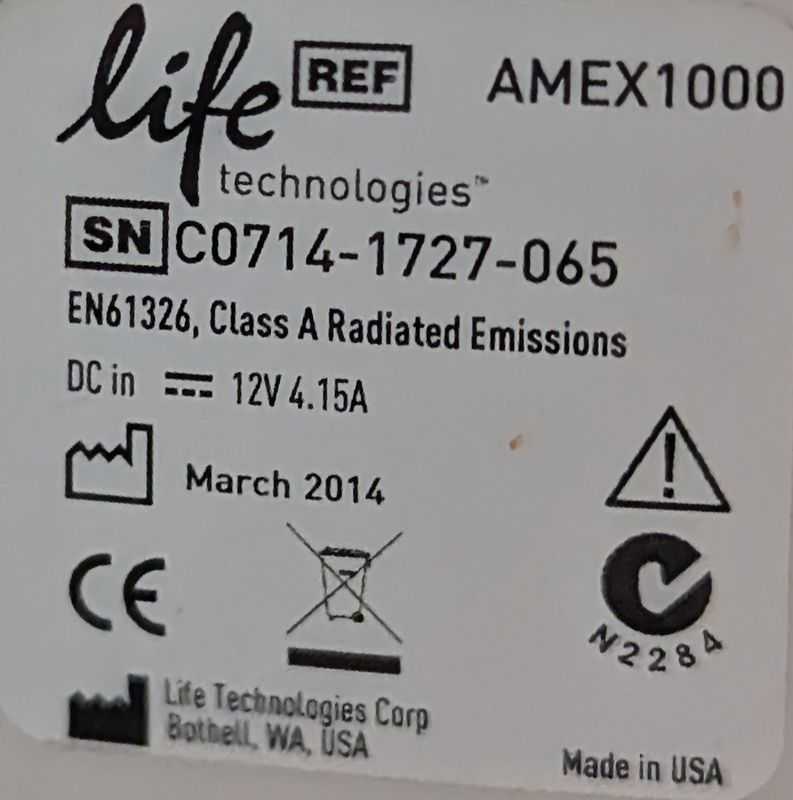 life REF AMEX1000
technologies™
SN C0714-1727-065
EN61326, Class A Radiated Emissions
DC in 12V 4.15A
March 2014
CE
N2284
Life Technologies Corp
Bothell, WA, USA
Made in USA